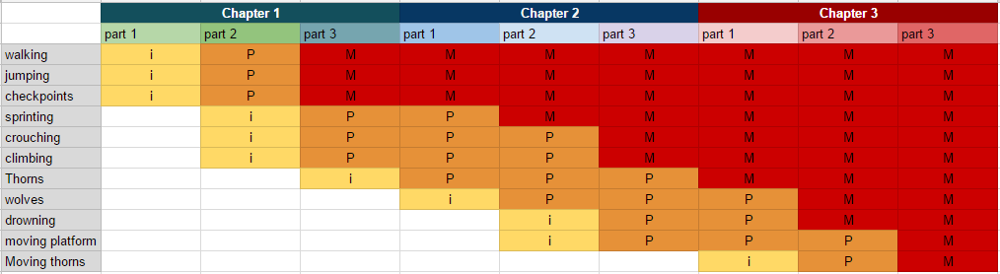 Chapter 1 Chapter 2 Chapter 3
part 1 part 2 part 3 part 1 part 2 part 3 part 1 part 2 part 3
walking i P M M M M M M M
jumping i P M M M M M M M
checkpoints i P M M M M M M M
sprinting i P P M M M M M
crouching i P P P M M M M
climbing i P P P M M M M
Thorns i P P P M M M
wolves i P P P M M
drowning i P P M M
moving platform i P P P M
Moving thorns i P M